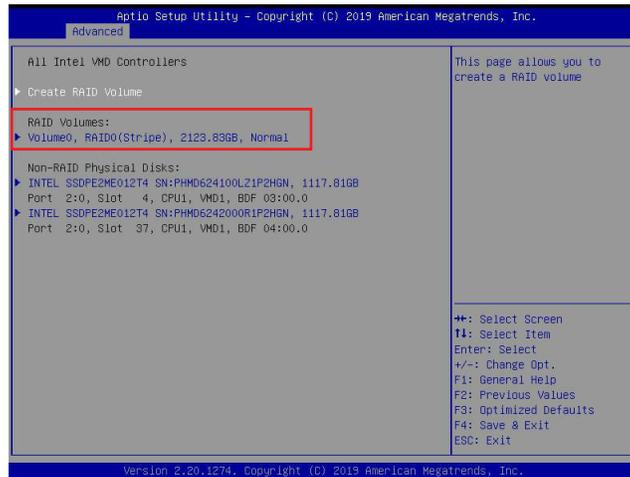 Aptio Setup Utility – Copyright (C) 2019 American Megatrends, Inc.
Advanced
All Intel VMD Controllers
Create RAID Volume
RAID Volumes:
Volume0, RAID0(Stripe), 2123.83GB, Normal
Non-RAID Physical Disks:
INTEL SSDPE2ME012T4 SN:PHMD624100LZ1P2HGN, 1117.81GB
Port 2:0, Slot 4, CPU1, VMD1, BDF 03:00.0
INTEL SSDPE2ME012T4 SN:PHMD6242000R1P2HGN, 1117.81GB
Port 2:0, Slot 37, CPU1, VMD1, BDF 04:00.0
This page allows you to
create a RAID volume
→←: Select Screen
↑↓: Select Item
Enter: Select
+/-: Change Opt.
F1: General Help
F2: Previous Values
F3: Optimized Defaults
F4: Save & Exit
ESC: Exit
Version 2.20.1274. Copyright (C) 2019 American Megatrends, Inc.